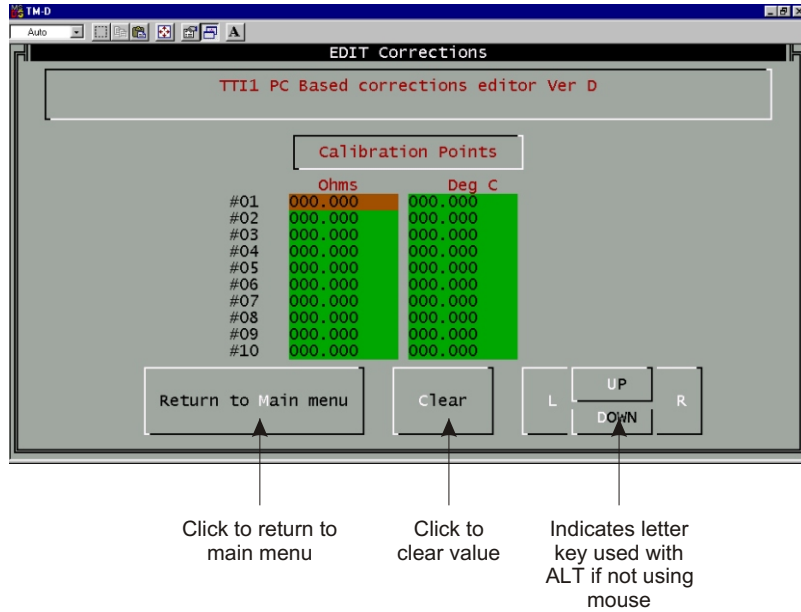 TM-D
Auto
A
EDIT Corrections
TTI1 PC Based corrections editor Ver D
Calibration Points
Ohms Deg C
#01 000.000 000.000
#02 000.000 000.000
#03 000.000 000.000
#04 000.000 000.000
#05 000.000 000.000
#06 000.000 000.000
#07 000.000 000.000
#08 000.000 000.000
#09 000.000 000.000
#10 000.000 000.000
Return to Main menu
Clear
L
UP
DOWN
R
Click to return to
main menu
Click to
clear value
Indicates letter
key used with
ALT if not using
mouse